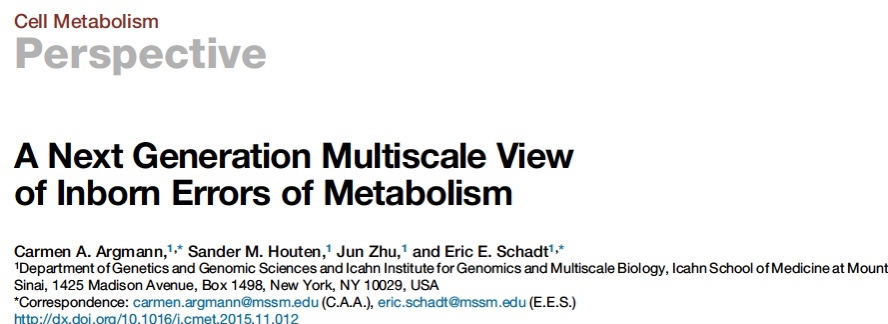 Cell Metabolism
Perspective
A Next Generation Multiscale View
of Inborn Errors of Metabolism
Carmen A. Argmann,1,* Sander M. Houten,1 Jun Zhu,1 and Eric E. Schadt1,*
1Department of Genetics and Genomic Sciences and Icahn Institute for Genomics and Multiscale Biology, Icahn School of Medicine at Mount
Sinai, 1425 Madison Avenue, Box 1498, New York, NY 10029, USA
*Correspondence: carmen.argmann@mssm.edu (C.A.A.), eric.schadt@mssm.edu (E.E.S.)
http://dx.doi.org/10.1016/j.cmet.2015.11.012